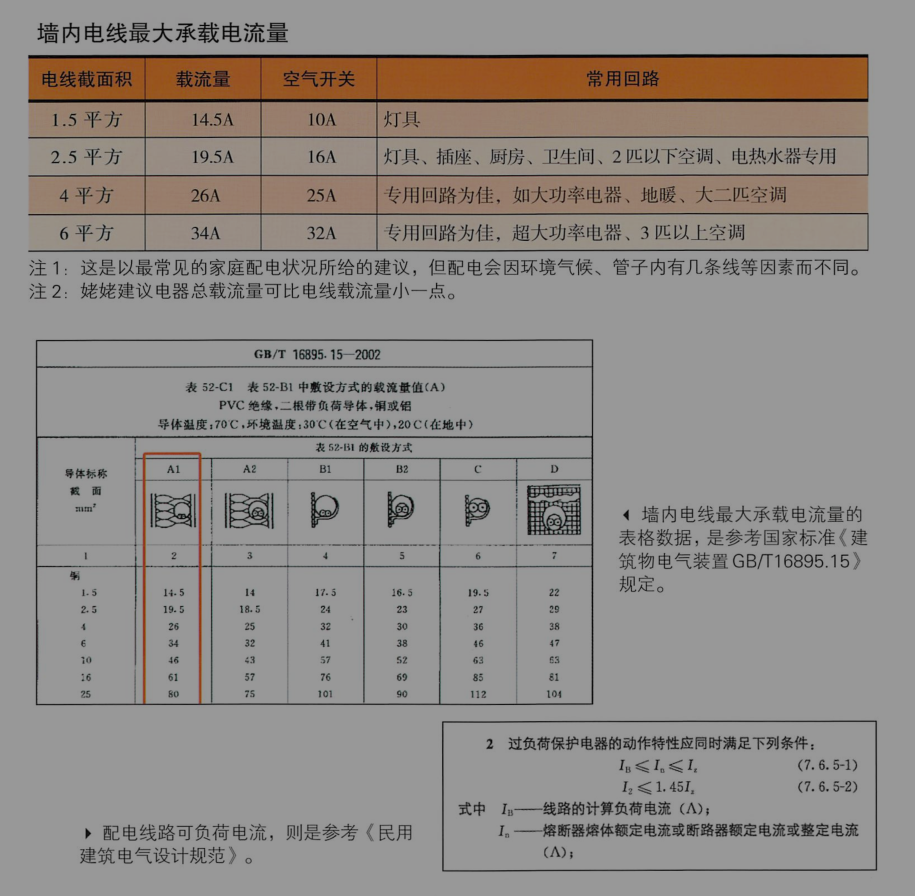 墙内电线最大承载电流量
电线截面积 载流量 空气开关 常用回路
1.5 平方 14.5A 10A 灯具
2.5 平方 19.5A 16A 灯具、插座、厨房、卫生间、2 匹以下空调、电热水器专用
4 平方 26A 25A 专用回路为佳，如大功率电器、地暖、大二匹空调
6 平方 34A 32A 专用回路为佳，超大功率电器、3 匹以上空调
注 1：这是以最常见的家庭配电状况所给的建议，但配电会因环境气候、管子内有几条线等因素而不同。
注 2：姥姥建议电器总载流量可比电线载流量小一点。
GB/T 16895.15—2002
表 52-C1 表 52-B1 中敷设方式的载流量值(A)
PVC 绝缘，二根带负荷导体，铜或铝
导体温度：70℃，环境温度：30℃(在空气中)，20℃(在地中)
导体标称
截 面
mm²
表 52-B1 的敷设方式
A1 A2 B1 B2 C D
1 2 3 4 5 6 7
铜
1.5 14.5 14 17.5 16.5 19.5 22
2.5 19.5 18.5 24 23 27 29
4 26 25 32 30 36 38
6 34 32 41 38 46 47
10 46 43 57 52 63 63
16 61 57 76 69 85 81
25 80 75 101 90 112 104
墙内电线最大承载电流量的
表格数据，是参考国家标准《建
筑物电气装置 GB/T16895.15》
规定。
2 过负荷保护电器的动作特性应同时满足下列条件：
I_B ≤ I_n ≤ I_z (7.6.5-1)
I_2 ≤ 1.45I_z (7.6.5-2)
式中 I_B——线路的计算负荷电流（A）；
I_n——熔断器熔体额定电流或断路器额定电流或整定电流
（A）；
配电线路可负荷电流，则是参考《民用
建筑电气设计规范》。